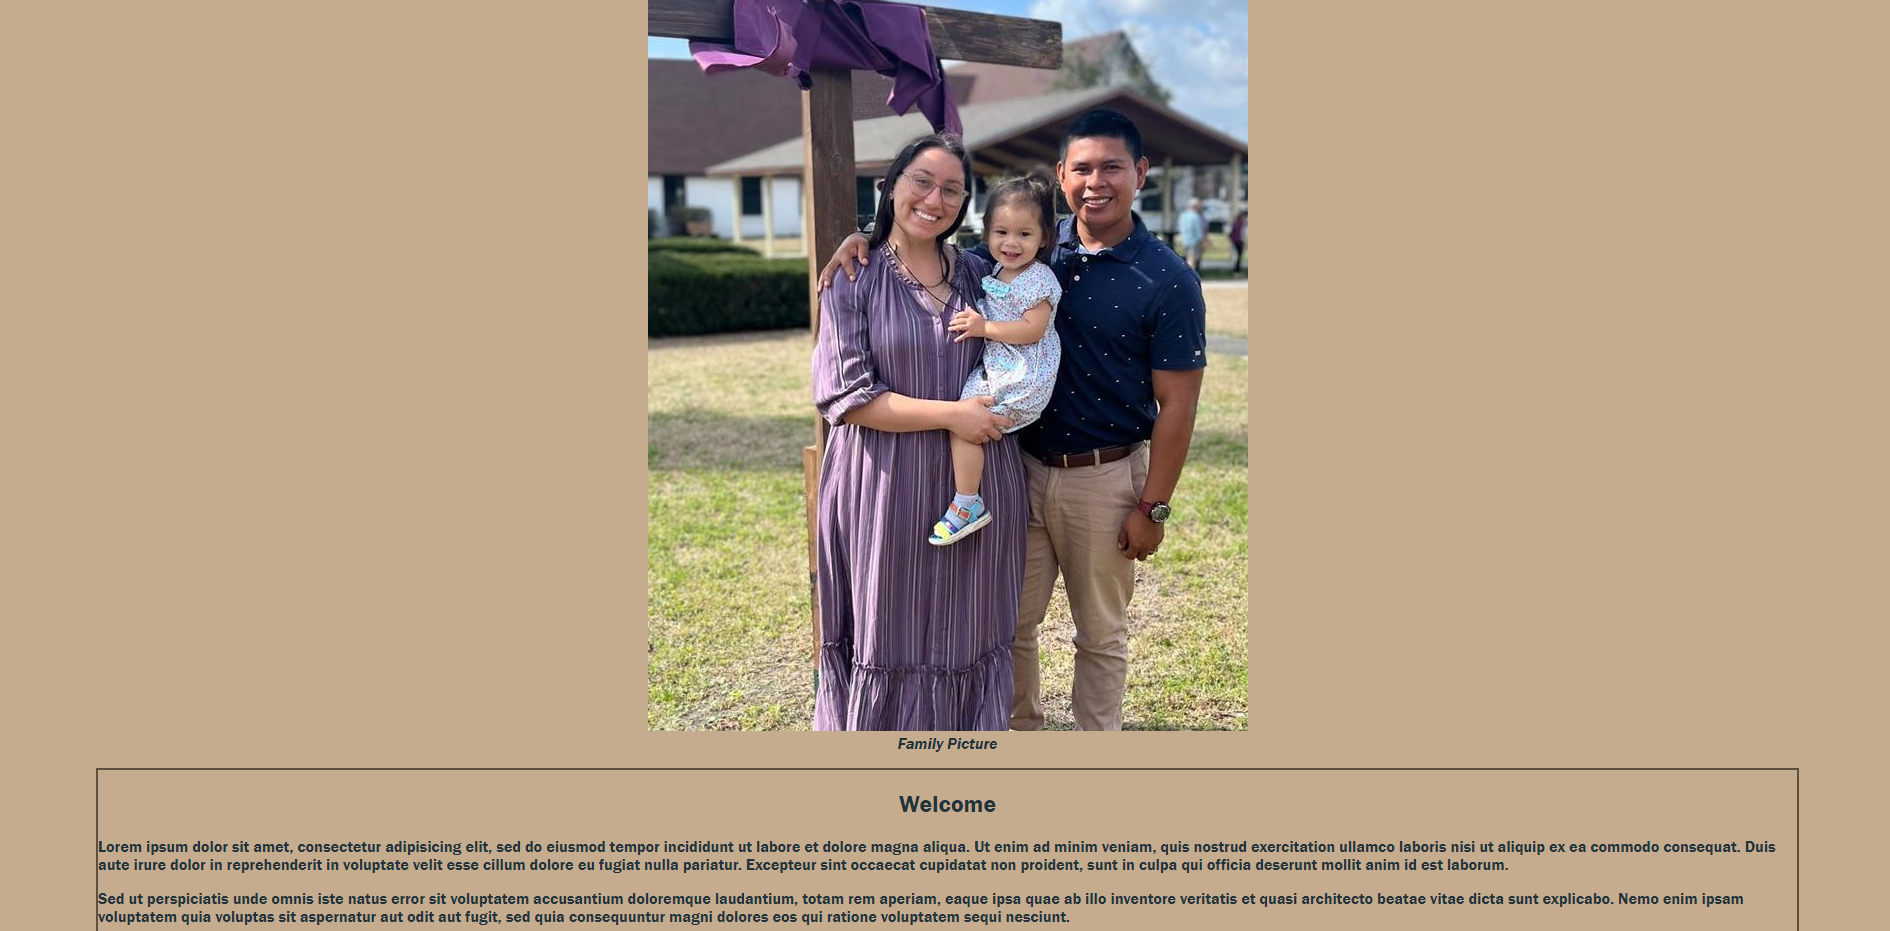 Family Picture
Welcome
Lorem ipsum dolor sit amet, consectetur adipisicing elit, sed do eiusmod tempor incididunt ut labore et dolore magna aliqua. Ut enim ad minim veniam, quis nostrud exercitation ullamco laboris nisi ut aliquip ex ea commodo consequat. Duis
aute irure dolor in reprehenderit in voluptate velit esse cillum dolore eu fugiat nulla pariatur. Excepteur sint occaecat cupidatat non proident, sunt in culpa qui officia deserunt mollit anim id est laborum.
Sed ut perspiciatis unde omnis iste natus error sit voluptatem accusantium doloremque laudantium, totam rem aperiam, eaque ipsa quae ab illo inventore veritatis et quasi architecto beatae vitae dicta sunt explicabo. Nemo enim ipsam
voluptatem quia voluptas sit aspernatur aut odit aut fugit, sed quia consequuntur magni dolores eos qui ratione voluptatem sequi nesciunt.